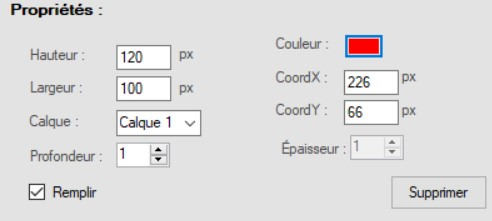 Propriétés :
Hauteur : 120 px
Couleur :
Largeur : 100 px
CoordX : 226 px
Calque : Calque 1
CoordY : 66 px
Profondeur : 1
Épaisseur : 1
Remplir
Supprimer